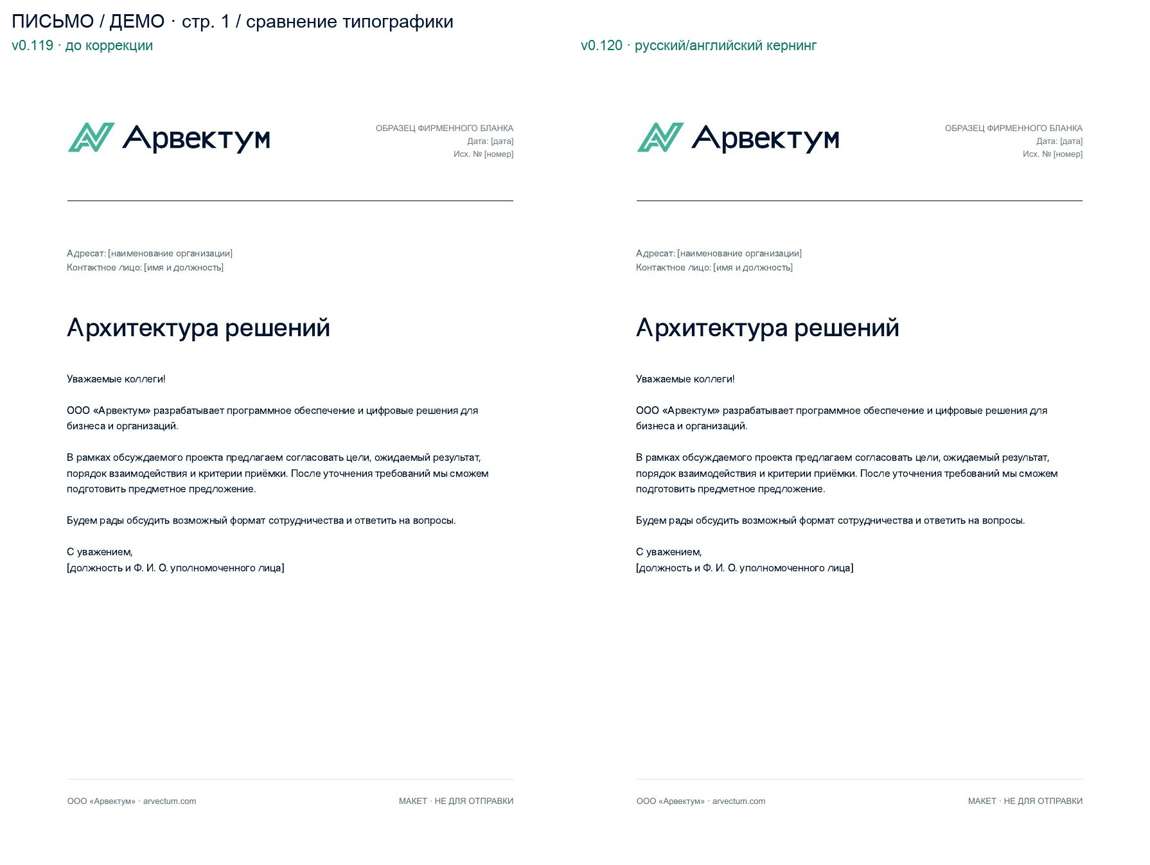 ПИСЬМО / ДЕМО · стр. 1 / сравнение типографики
v0.119 · до коррекции
Арвектум
ОБРАЗЕЦ ФИРМЕННОГО БЛАНКА
Дата: [дата]
Исх. № [номер]
Адресат: [наименование организации]
Контактное лицо: [имя и должность]
Архитектура решений
Уважаемые коллеги!
ООО «Арвектум» разрабатывает программное обеспечение и цифровые решения для
бизнеса и организаций.
В рамках обсуждаемого проекта предлагаем согласовать цели, ожидаемый результат,
порядок взаимодействия и критерии приёмки. После уточнения требований мы сможем
подготовить предметное предложение.
Будем рады обсудить возможный формат сотрудничества и ответить на вопросы.
С уважением,
[должность и Ф. И. О. уполномоченного лица]
ООО «Арвектум» · arvectum.com
МАКЕТ · НЕ ДЛЯ ОТПРАВКИ
v0.120 · русский/английский кернинг
Арвектум
ОБРАЗЕЦ ФИРМЕННОГО БЛАНКА
Дата: [дата]
Исх. № [номер]
Адресат: [наименование организации]
Контактное лицо: [имя и должность]
Архитектура решений
Уважаемые коллеги!
ООО «Арвектум» разрабатывает программное обеспечение и цифровые решения для
бизнеса и организаций.
В рамках обсуждаемого проекта предлагаем согласовать цели, ожидаемый результат,
порядок взаимодействия и критерии приёмки. После уточнения требований мы сможем
подготовить предметное предложение.
Будем рады обсудить возможный формат сотрудничества и ответить на вопросы.
С уважением,
[должность и Ф. И. О. уполномоченного лица]
ООО «Арвектум» · arvectum.com
МАКЕТ · НЕ ДЛЯ ОТПРАВКИ